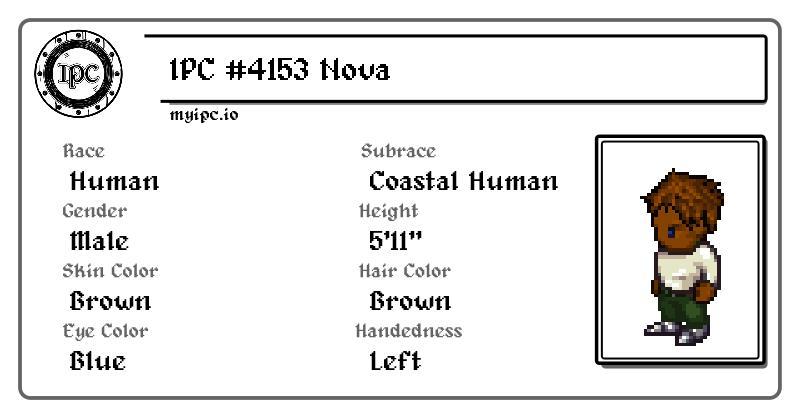 IPC
IPC #4153 Nova
myipc.io
Race
Human
Subrace
Coastal Human
Gender
Male
Height
5'11"
Skin Color
Brown
Hair Color
Brown
Eye Color
Blue
Handedness
Left